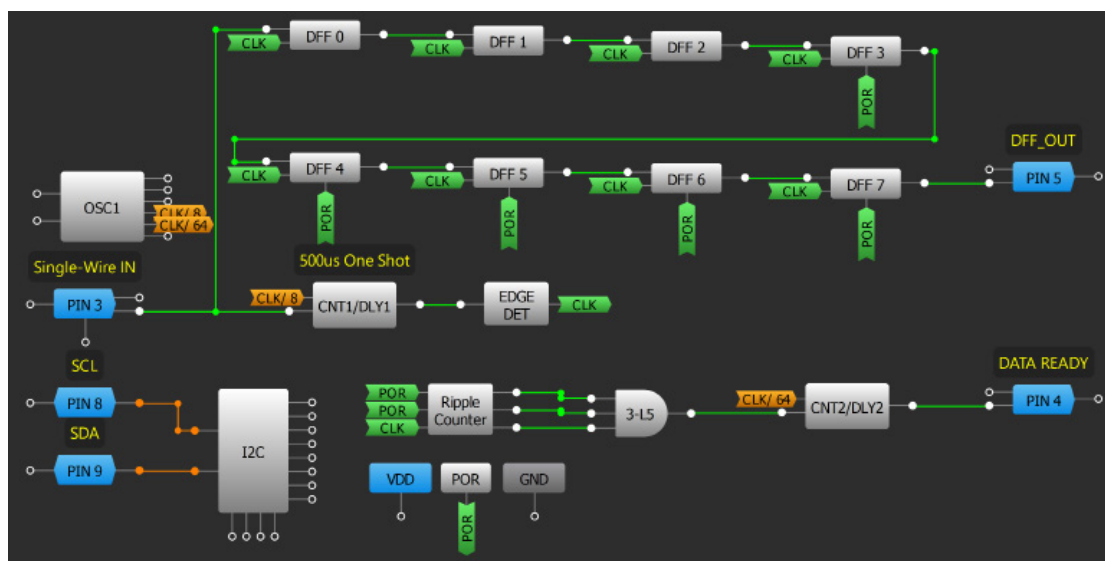 CLK
DFF 0
CLK
DFF 1
CLK
DFF 2
CLK
DFF 3
POR
DFF_OUT
CLK
DFF 4
CLK
DFF 5
CLK
DFF 6
CLK
DFF 7
PIN 5
POR
POR
POR
POR
OSC1
CLK/ 8
CLK/ 64
Single-Wire IN
PIN 3
500us One Shot
CLK/ 8
CNT1/DLY1
EDGE
DET
CLK
SCL
PIN 8
SDA
PIN 9
I2C
POR
POR
CLK
Ripple
Counter
3-L5
CLK/ 64
CNT2/DLY2
DATA READY
PIN 4
VDD
POR
GND
POR